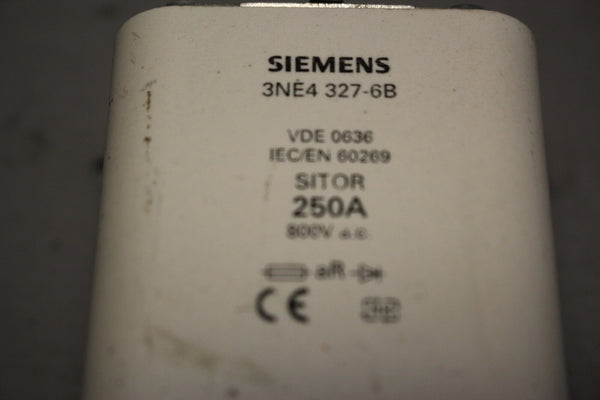 SIEMENS
3NE4 327-6B
VDE 0636
IEC/EN 60269
SITOR
250A
800V a.c.
aR
CE